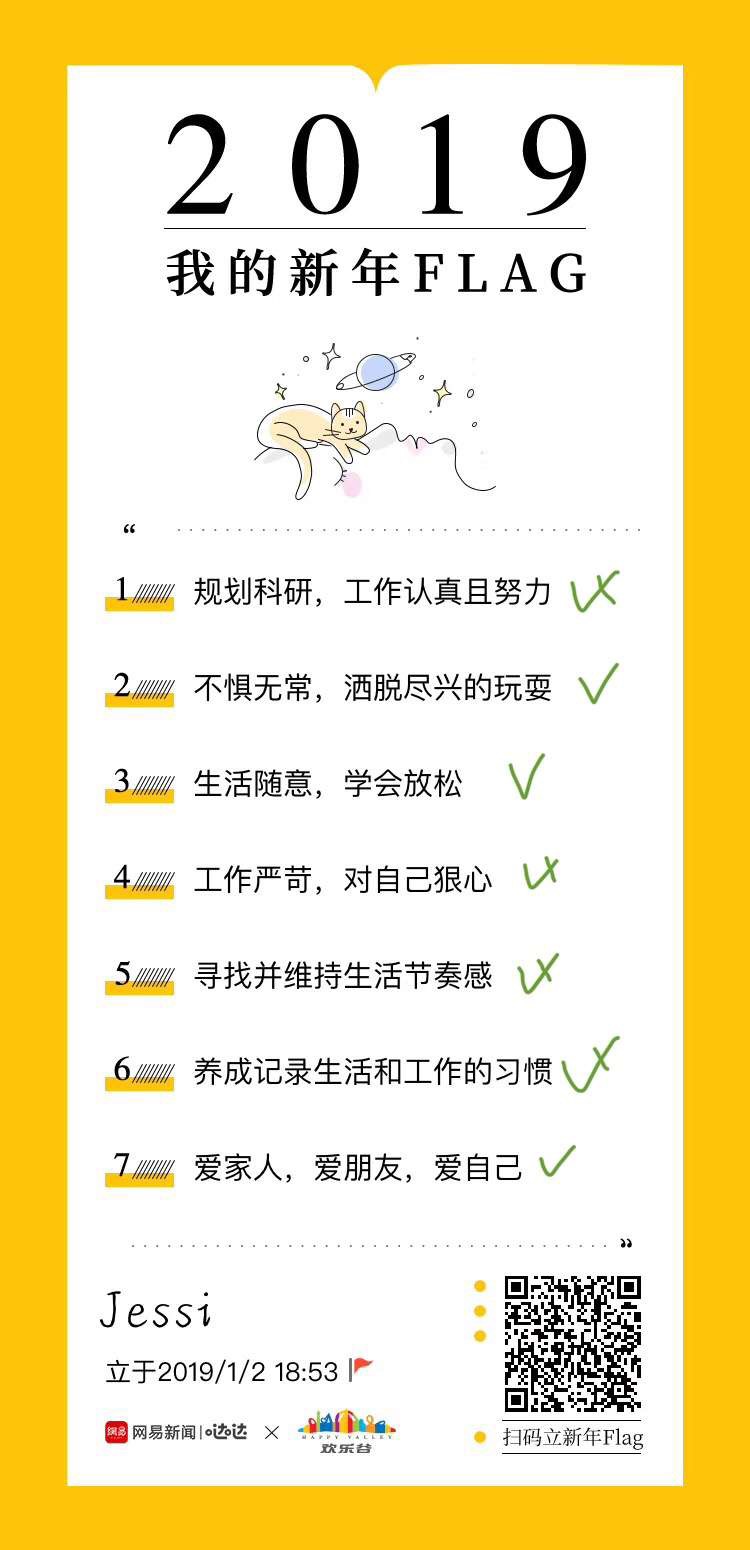 2019
我的新年FLAG
“
1 规划科研，工作认真且努力
2 不惧无常，洒脱尽兴的玩耍
3 生活随意，学会放松
4 工作严苛，对自己狠心
5 寻找并维持生活节奏感
6 养成记录生活和工作的习惯
7 爱家人，爱朋友，爱自己
”
Jessi
立于2019/1/2 18:53
網易 网易新闻|哒哒 × HAPPY VALLEY
欢乐谷
扫码立新年Flag